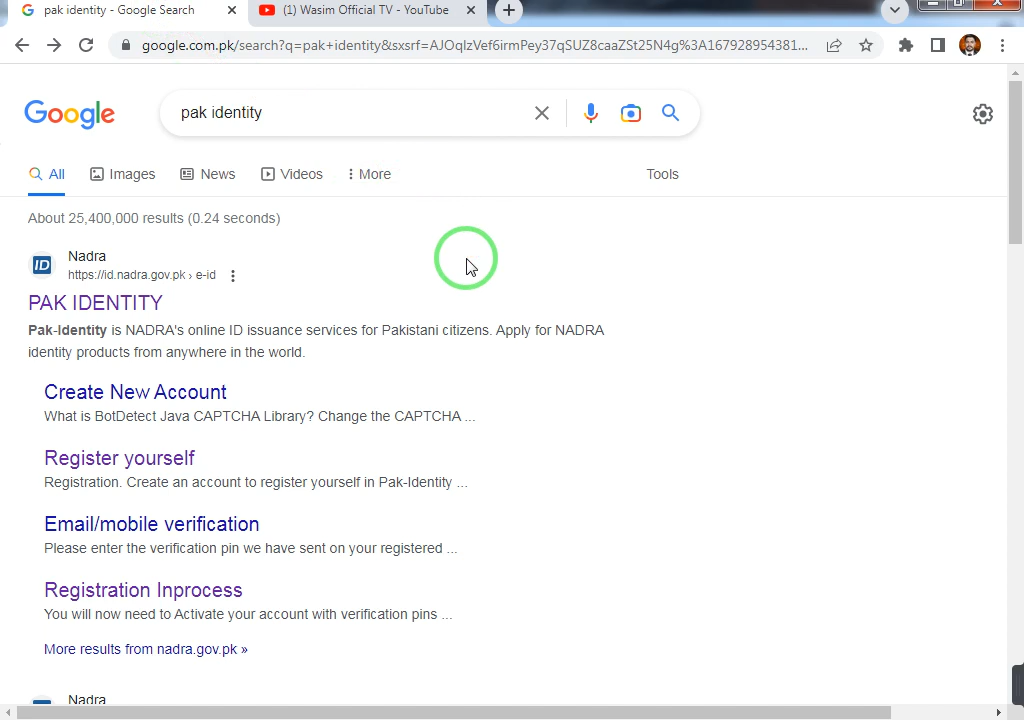 pak identity - Google Search
(1) Wasim Official TV - YouTube
google.com.pk/search?q=pak+identity&sxsrf=AJOqlzVef6irmPey37qSUZ8caaZSt25N4g%3A167928954381...
Google
pak identity
All
Images
News
Videos
More
Tools
About 25,400,000 results (0.24 seconds)
ID
Nadra
https://id.nadra.gov.pk › e-id
PAK IDENTITY
Pak-Identity is NADRA's online ID issuance services for Pakistani citizens. Apply for NADRA
identity products from anywhere in the world.
Create New Account
What is BotDetect Java CAPTCHA Library? Change the CAPTCHA ...
Register yourself
Registration. Create an account to register yourself in Pak-Identity ...
Email/mobile verification
Please enter the verification pin we have sent on your registered ...
Registration Inprocess
You will now need to Activate your account with verification pins ...
More results from nadra.gov.pk »
Nadra